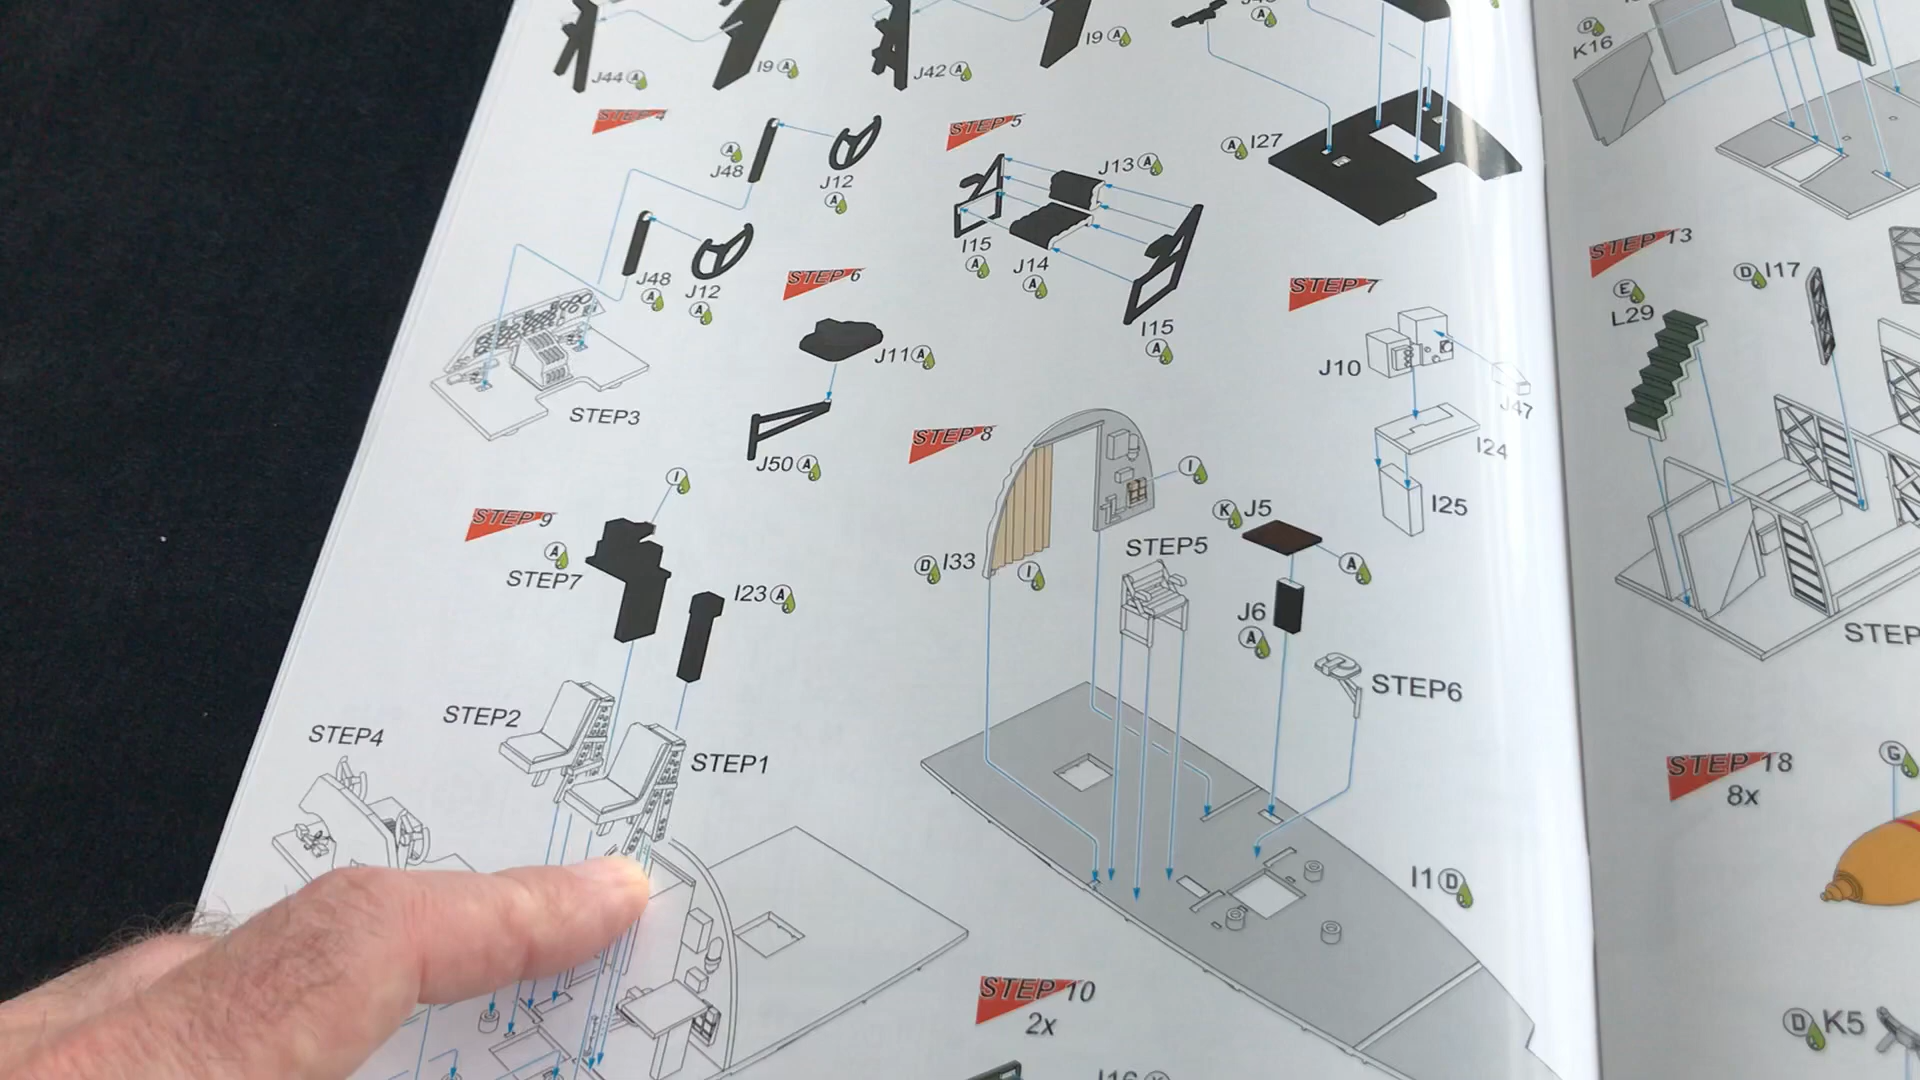 J44 A
I9 A
J42 A
I9 A
A
D
K16
STEP 4
A
J48
J12
A
J48
A
J12
A
STEP3
STEP 5
J13 A
I15
A
J14
A
I15
A
A I27
STEP 6
J11 A
J50 A
STEP 7
J10
J47
I24
I25
STEP 8
I
D I33
I
STEP5
K J5
A
J6
A
STEP6
I1 D
STEP 9
I
A
STEP7
I23 A
STEP2
STEP1
STEP4
STEP 10
2x
STEP 13
E
L29
D I17
STEP
STEP 18
8x
G
D K5